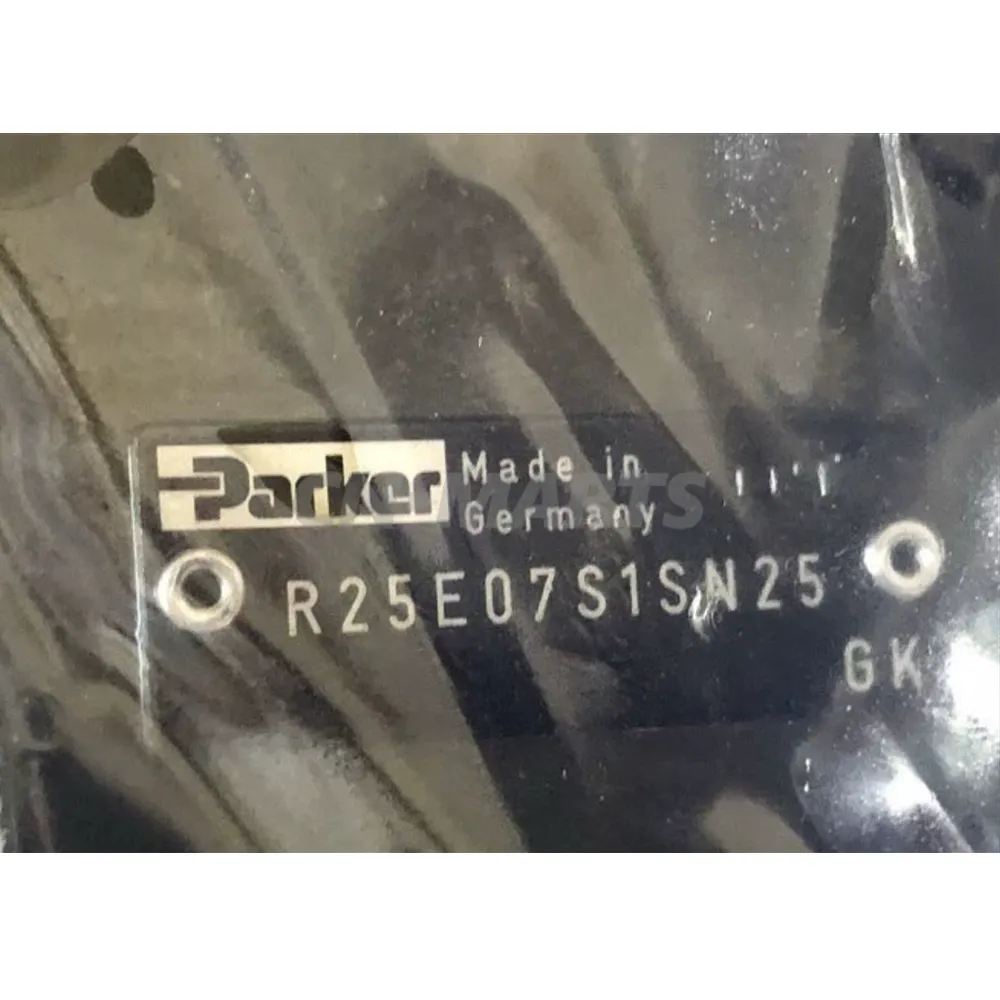 Parker
Made in
Germany
R25E07S1SN25
GK